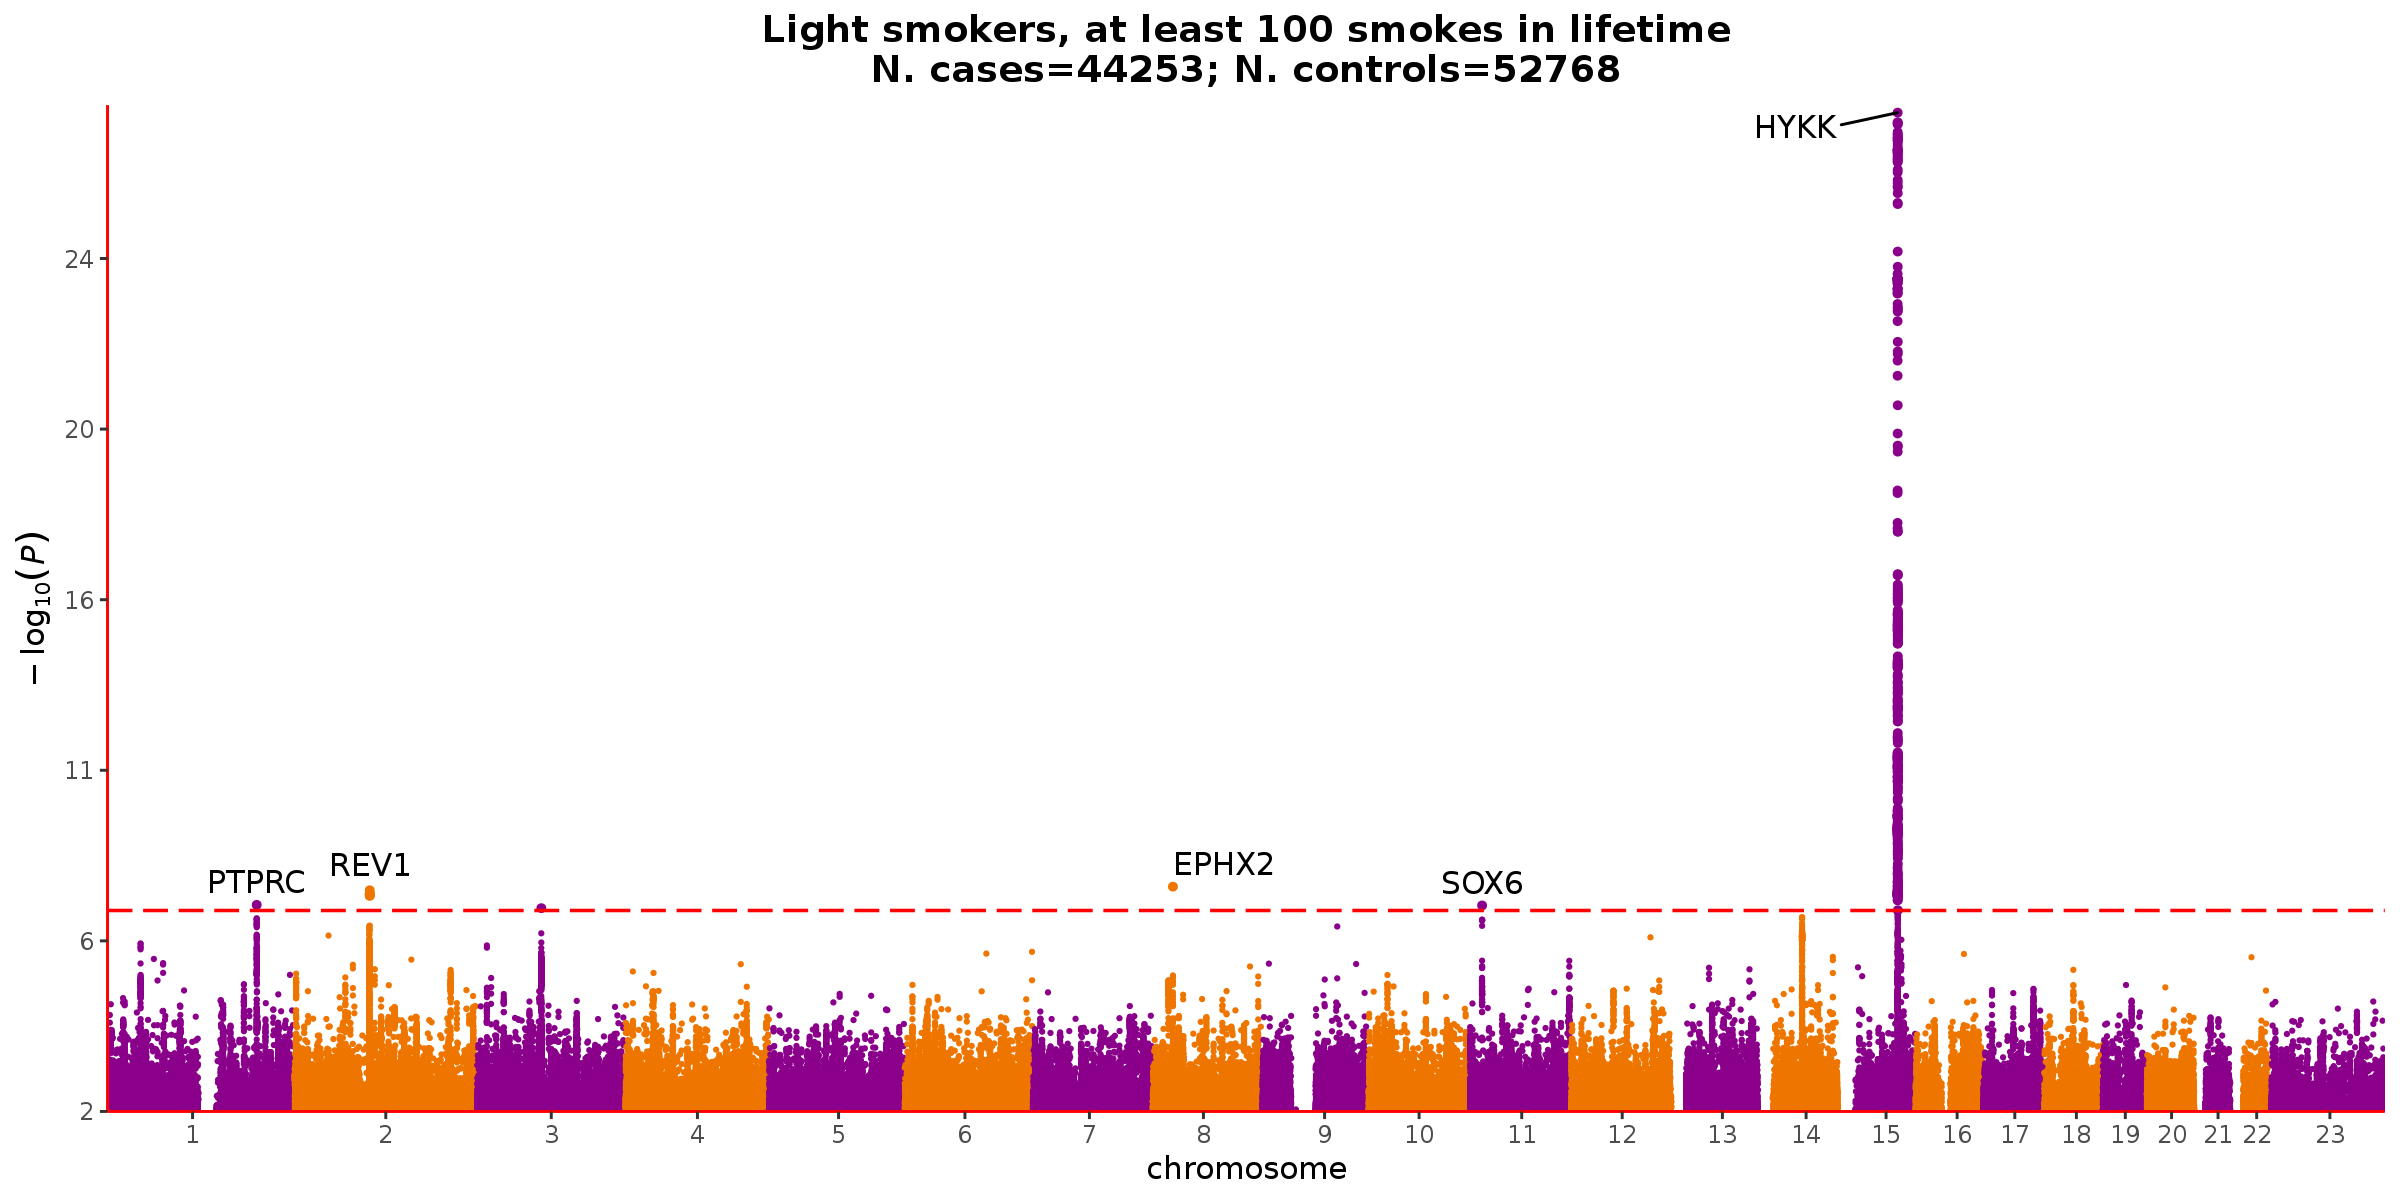 Light smokers, at least 100 smokes in lifetime
N. cases=44253; N. controls=52768
HYKK
24
20
16
11
6
2
−log10(P)
PTPRC
REV1
EPHX2
SOX6
1 2 3 4 5 6 7 8 9 10 11 12 13 14 15 16 17 18 19 20 21 22 23
chromosome